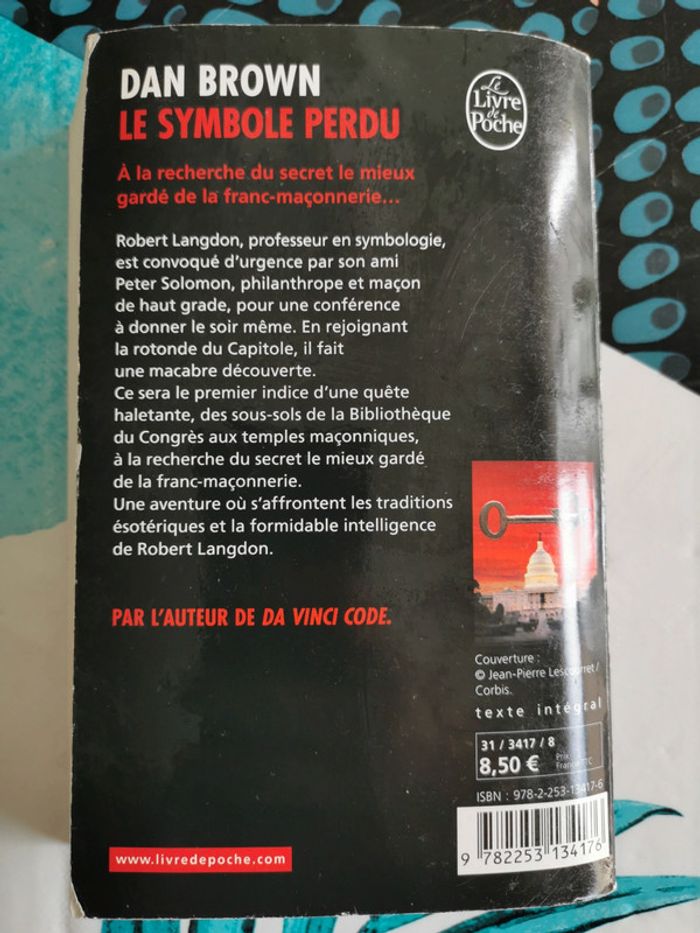 DAN BROWN
LE SYMBOLE PERDU
Le
Livre
de
Poche
À la recherche du secret le mieux
gardé de la franc-maçonnerie...
Robert Langdon, professeur en symbologie,
est convoqué d'urgence par son ami
Peter Solomon, philanthrope et maçon
de haut grade, pour une conférence
à donner le soir même. En rejoignant
la rotonde du Capitole, il fait
une macabre découverte.
Ce sera le premier indice d'une quête
haletante, des sous-sols de la Bibliothèque
du Congrès aux temples maçonniques,
à la recherche du secret le mieux gardé
de la franc-maçonnerie.
Une aventure où s'affrontent les traditions
ésotériques et la formidable intelligence
de Robert Langdon.
PAR L'AUTEUR DE DA VINCI CODE.
Couverture :
© Jean-Pierre Lescourret /
Corbis.
texte intégral
31 / 3417 / 8
8,50 € Prix
France TTC
ISBN : 978-2-253-13417-6
9 782253 134176
www.livredepoche.com